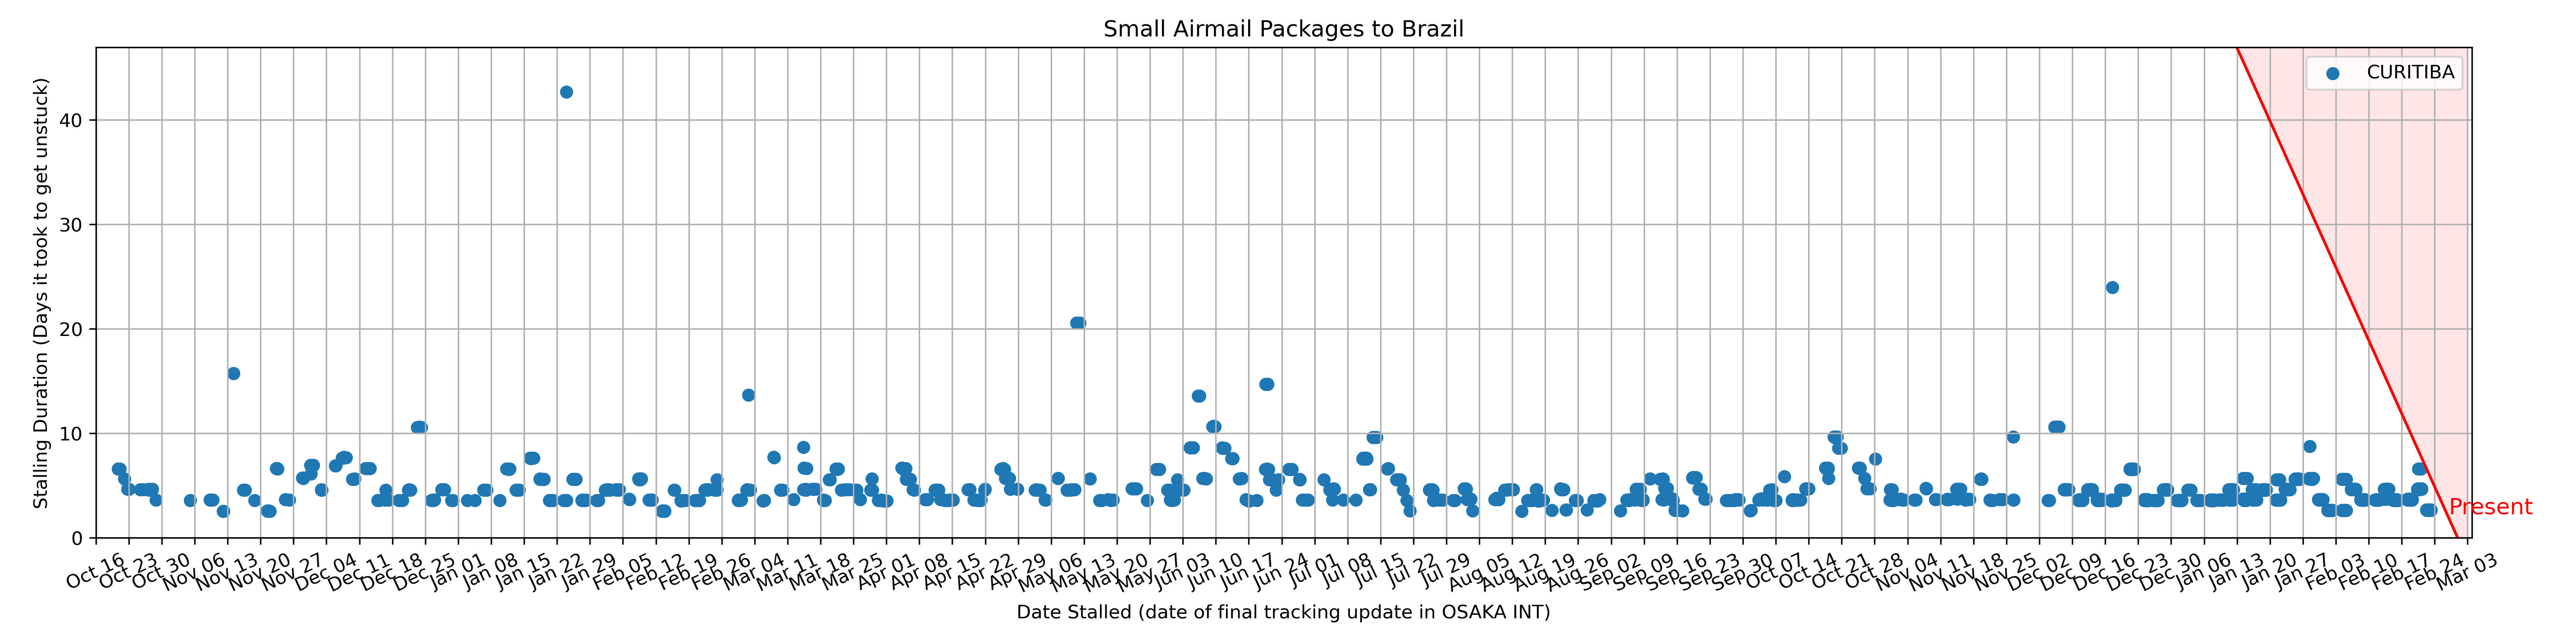 Small Airmail Packages to Brazil
CURITIBA
Stalling Duration (Days it took to get unstuck)
40
30
20
10
0
Present
Oct 16 Oct 23 Oct 30 Nov 06 Nov 13 Nov 20 Nov 27 Dec 04 Dec 11 Dec 18 Dec 25 Jan 01 Jan 08 Jan 15 Jan 22 Jan 29 Feb 05 Feb 12 Feb 19 Feb 26 Mar 04 Mar 11 Mar 18 Mar 25 Apr 01 Apr 08 Apr 15 Apr 22 Apr 29 May 06 May 13 May 20 May 27 Jun 03 Jun 10 Jun 17 Jun 24 Jul 01 Jul 08 Jul 15 Jul 22 Jul 29 Aug 05 Aug 12 Aug 19 Aug 26 Sep 02 Sep 09 Sep 16 Sep 23 Sep 30 Oct 07 Oct 14 Oct 21 Oct 28 Nov 04 Nov 11 Nov 18 Nov 25 Dec 02 Dec 09 Dec 16 Dec 23 Dec 30 Jan 06 Jan 13 Jan 20 Jan 27 Feb 03 Feb 10 Feb 17 Feb 24 Mar 03
Date Stalled (date of final tracking update in OSAKA INT)